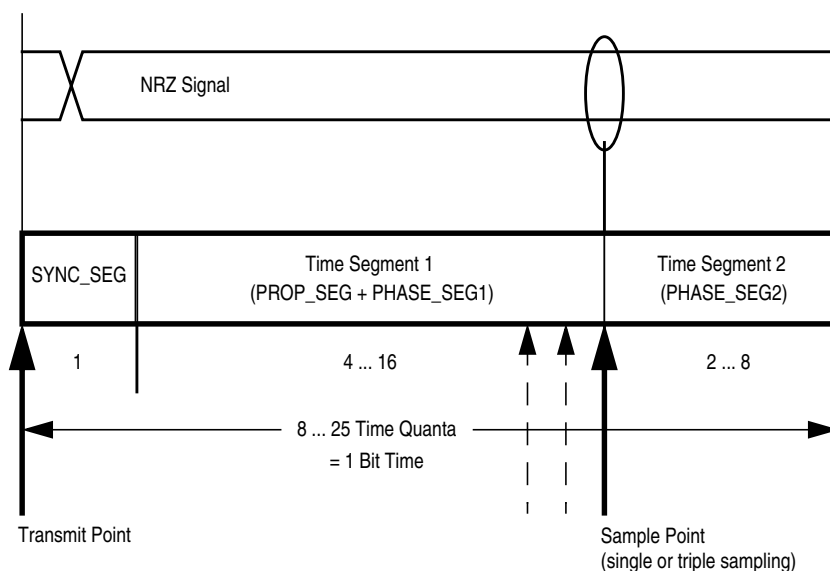 NRZ Signal
SYNC_SEG
Time Segment 1
(PROP_SEG + PHASE_SEG1)
Time Segment 2
(PHASE_SEG2)
1
4 ... 16
2 ... 8
8 ... 25 Time Quanta
= 1 Bit Time
Transmit Point
Sample Point
(single or triple sampling)